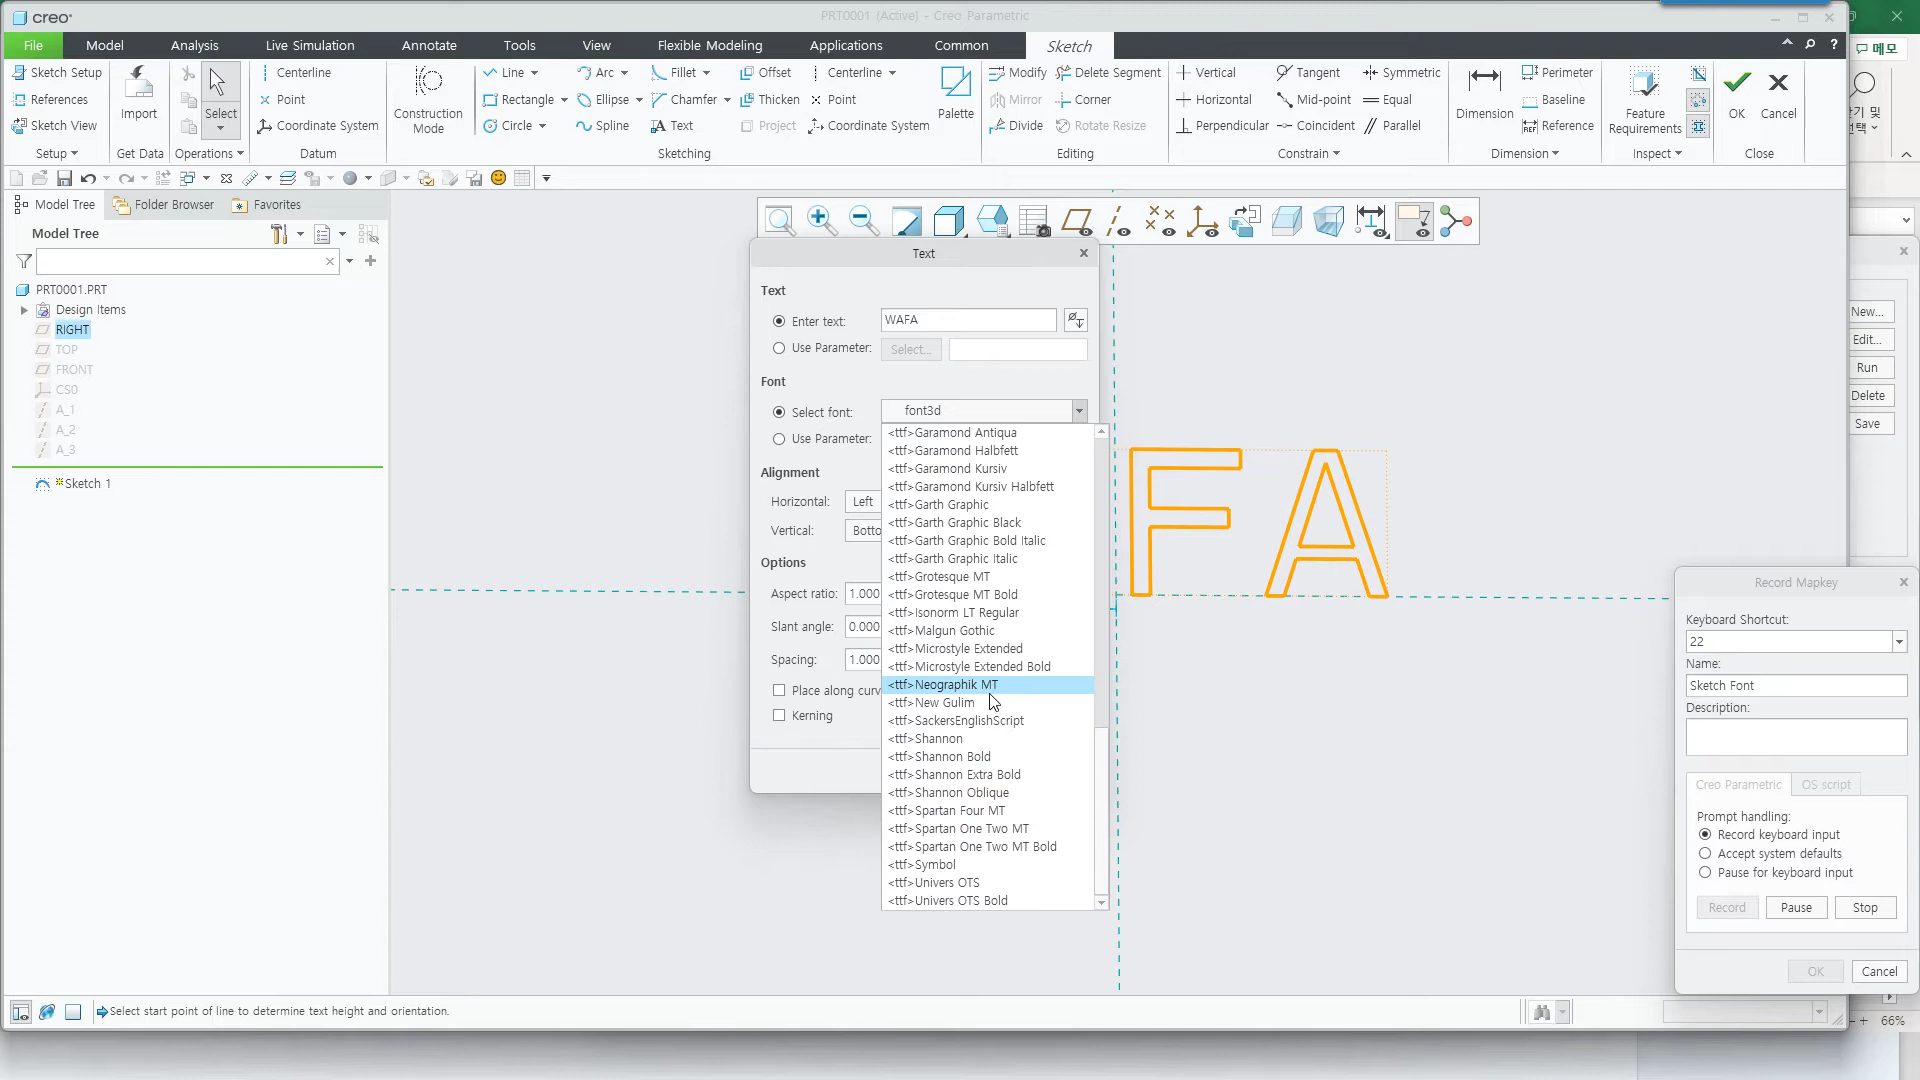 creo
PRT0001 (Active) - Creo Parametric
File
Model
Analysis
Live Simulation
Annotate
Tools
View
Flexible Modeling
Applications
Common
Sketch
메모
Sketch Setup
References
Sketch View
Setup
Import
Get Data
Select
Operations
Centerline
Point
Coordinate System
Datum
Construction Mode
Line
Rectangle
Circle
Arc
Ellipse
Spline
Fillet
Chamfer
Text
Offset
Thicken
Project
Centerline
Point
Coordinate System
Palette
Sketching
Modify
Mirror
Divide
Delete Segment
Corner
Rotate Resize
Editing
Vertical
Horizontal
Perpendicular
Tangent
Mid-point
Coincident
Symmetric
Equal
Parallel
Constrain
Dimension
Perimeter
Baseline
REF Reference
Dimension
Feature Requirements
Inspect
OK
Cancel
Close
Model Tree
Folder Browser
Favorites
Model Tree
PRT0001.PRT
Design Items
RIGHT
TOP
FRONT
CS0
A_1
A_2
A_3
Sketch 1
Text
Text
Enter text:
WAFA
Use Parameter:
Select...
Font
Select font:
font3d
Use Parameter:
Alignment
Horizontal:
Left
Vertical:
Botto
Options
Aspect ratio:
1.000
Slant angle:
0.000
Spacing:
1.000
Place along curv
Kerning
<ttf>Garamond Antiqua
<ttf>Garamond Halbfett
<ttf>Garamond Kursiv
<ttf>Garamond Kursiv Halbfett
<ttf>Garth Graphic
<ttf>Garth Graphic Black
<ttf>Garth Graphic Bold Italic
<ttf>Garth Graphic Italic
<ttf>Grotesque MT
<ttf>Grotesque MT Bold
<ttf>Isonorm LT Regular
<ttf>Malgun Gothic
<ttf>Microstyle Extended
<ttf>Microstyle Extended Bold
<ttf>Neographik MT
<ttf>New Gulim
<ttf>SackersEnglishScript
<ttf>Shannon
<ttf>Shannon Bold
<ttf>Shannon Extra Bold
<ttf>Shannon Oblique
<ttf>Spartan Four MT
<ttf>Spartan One Two MT
<ttf>Spartan One Two MT Bold
<ttf>Symbol
<ttf>Univers OTS
<ttf>Univers OTS Bold
FA
New...
Edit...
Run
Delete
Save
Record Mapkey
Keyboard Shortcut:
22
Name:
Sketch Font
Description:
Creo Parametric
OS script
Prompt handling:
Record keyboard input
Accept system defaults
Pause for keyboard input
Record
Pause
Stop
OK
Cancel
Select start point of line to determine text height and orientation.
66%